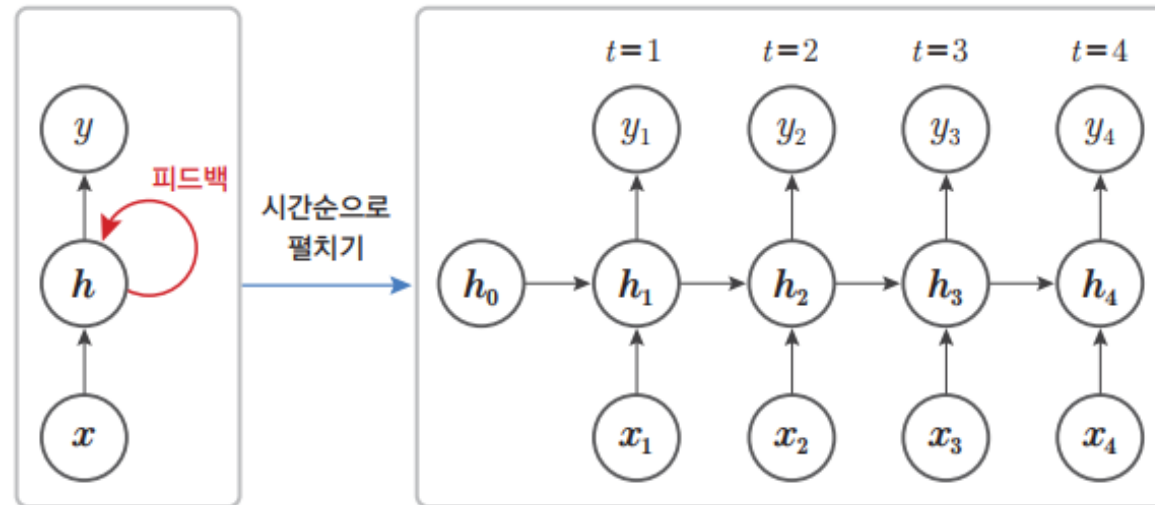 y
피드백
h
x
시간순으로
펼치기
t=1 t=2 t=3 t=4
y₁ y₂ y₃ y₄
h₀ h₁ h₂ h₃ h₄
x₁ x₂ x₃ x₄